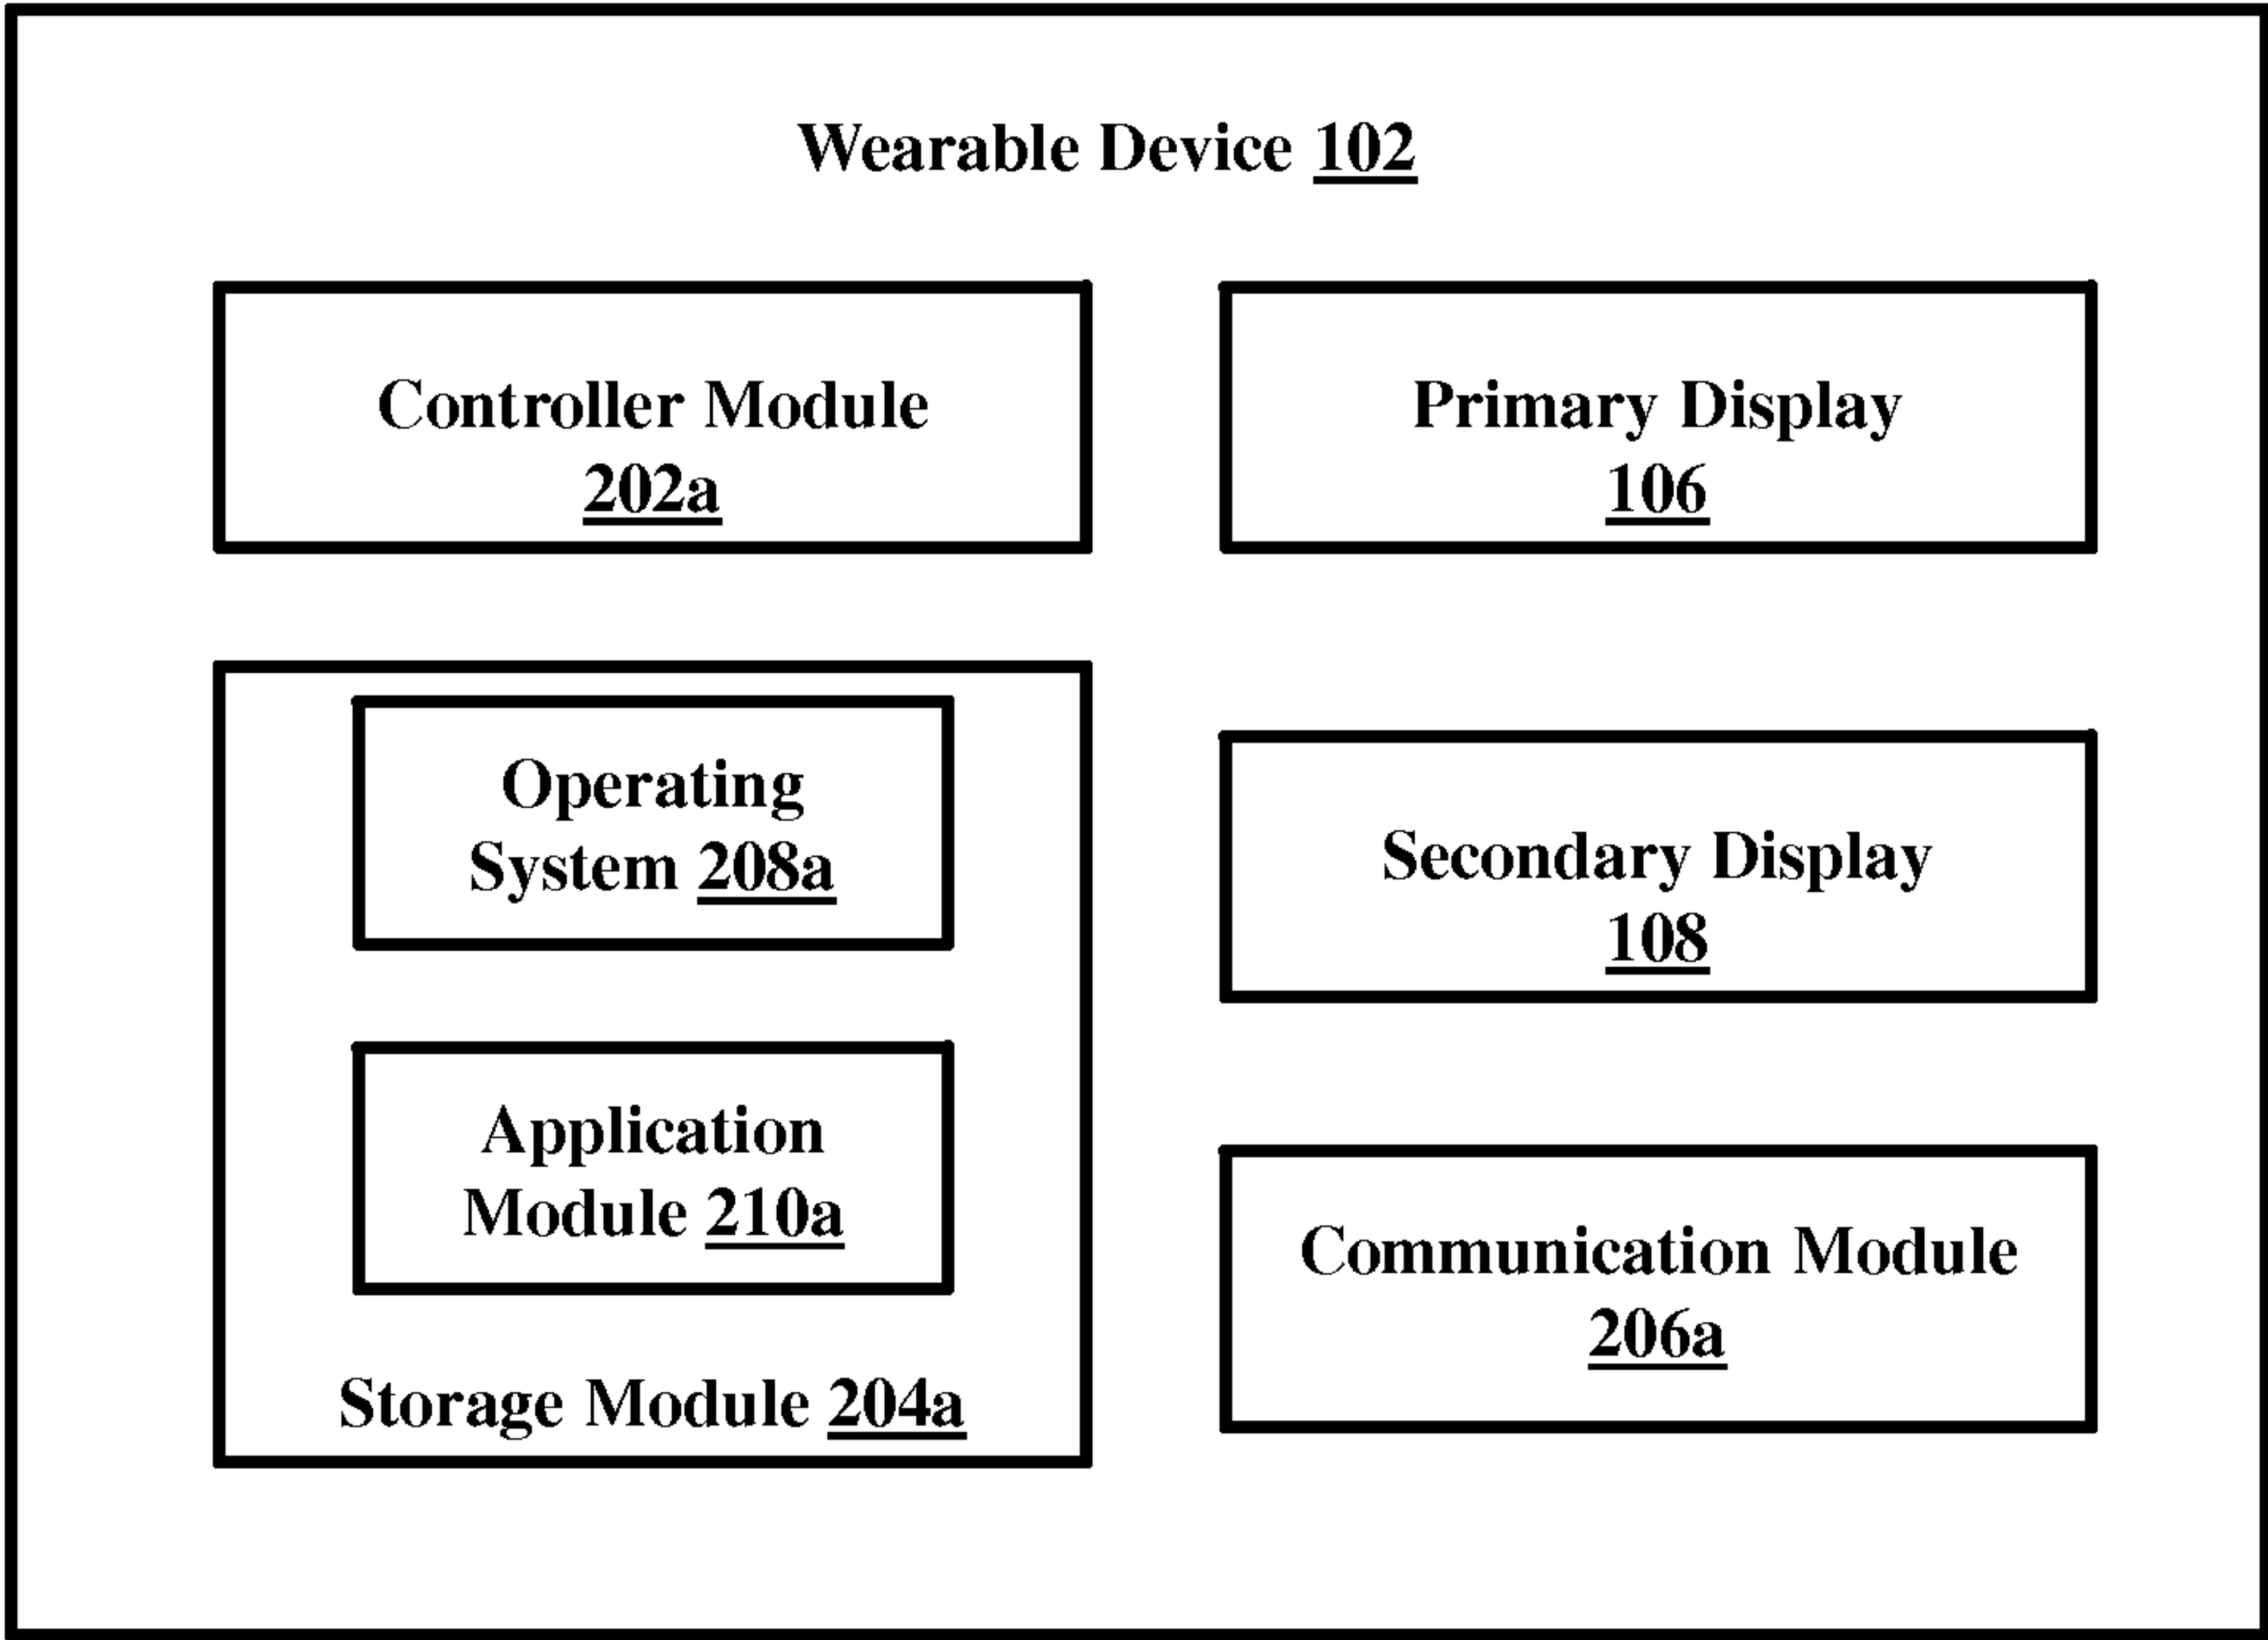 Wearable Device 102
Controller Module
202a
Primary Display
106
Operating
System 208a
Application
Module 210a
Storage Module 204a
Secondary Display
108
Communication Module
206a